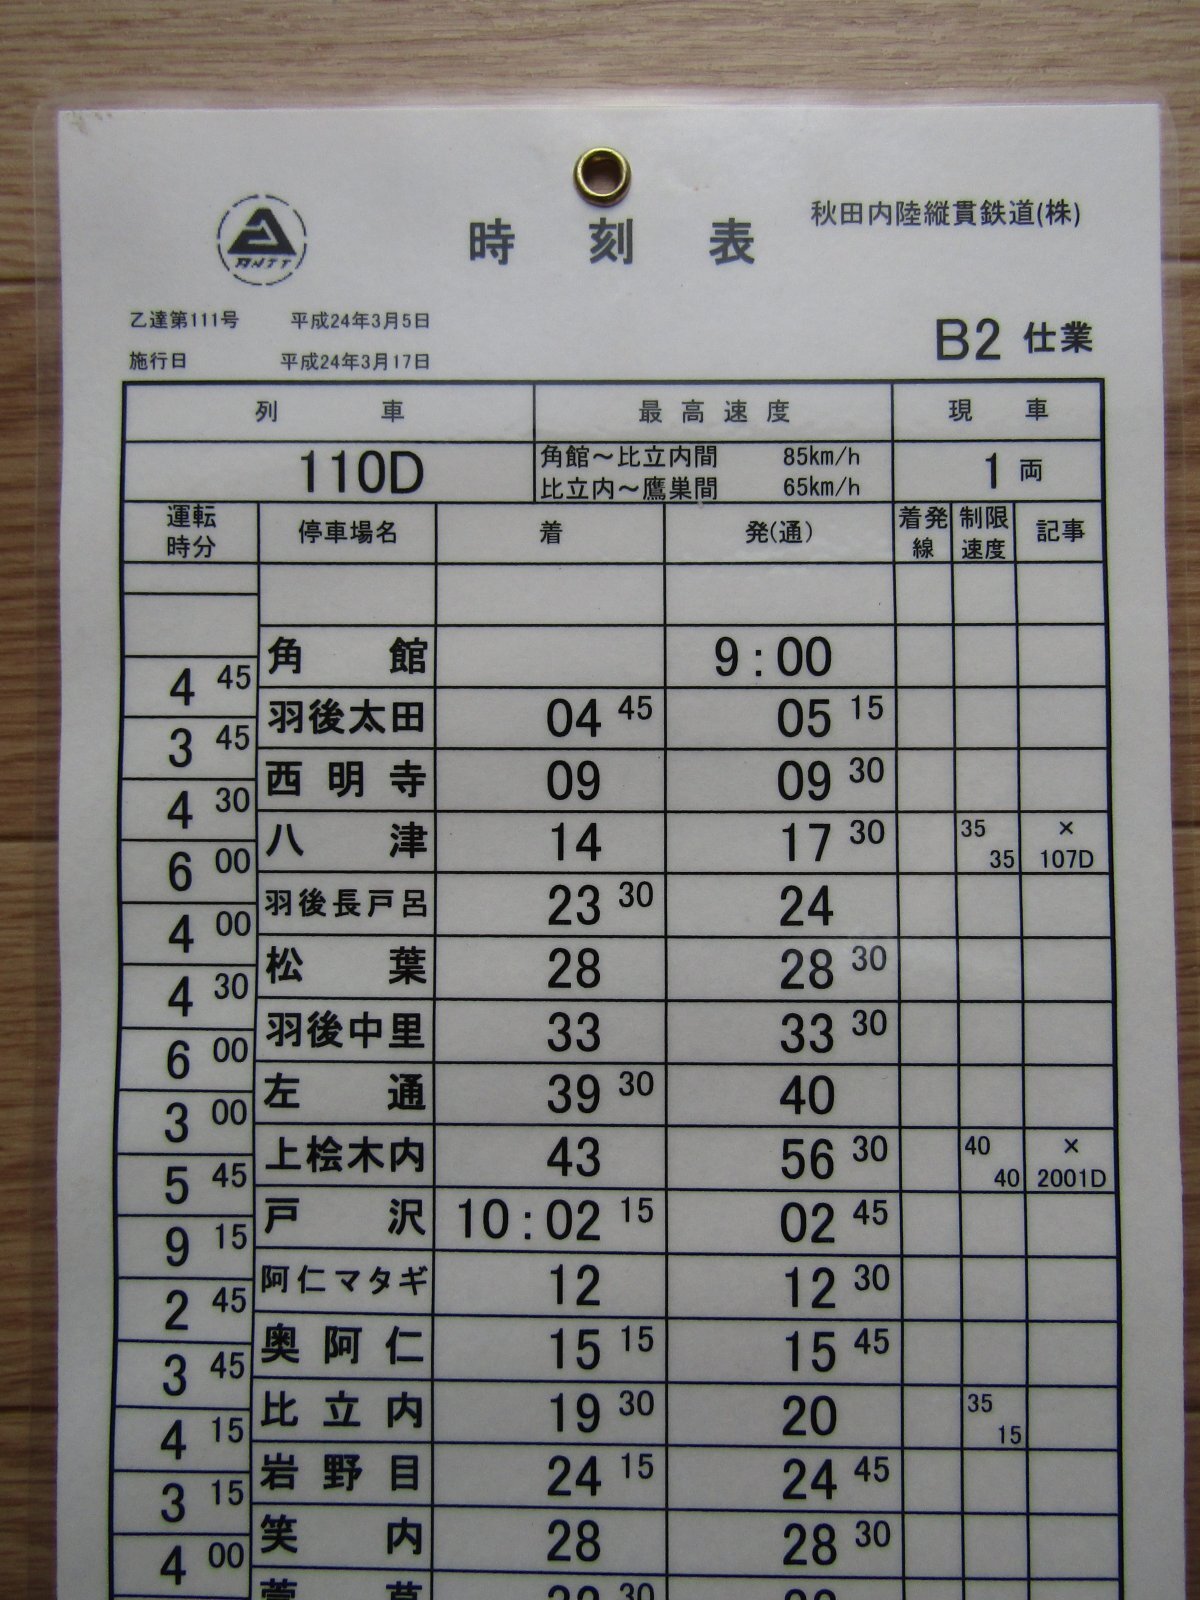 ANTT
時刻表
秋田内陸縦貫鉄道(株)
乙達第111号 平成24年3月5日
施行日 平成24年3月17日
B2 仕業
列車 最高速度 現車
110D 角館～比立内間 85km/h 1両
比立内～鷹巣間 65km/h
運転時分 停車場名 着 発(通) 着発線 制限速度 記事
角館 9:00
4 45
羽後太田 04 45 05 15
3 45
西明寺 09 09 30
4 30
八津 14 17 30 35 35 × 107D
6 00
羽後長戸呂 23 30 24
4 00
松葉 28 28 30
4 30
羽後中里 33 33 30
6 00
左通 39 30 40
3 00
上桧木内 43 56 30 40 40 × 2001D
5 45
戸沢 10:02 15 02 45
9 15
阿仁マタギ 12 12 30
2 45
奥阿仁 15 15 15 45
3 45
比立内 19 30 20 35 15
4 15
岩野目 24 15 24 45
3 15
笑内 28 28 30
4 00
萱草 32 30